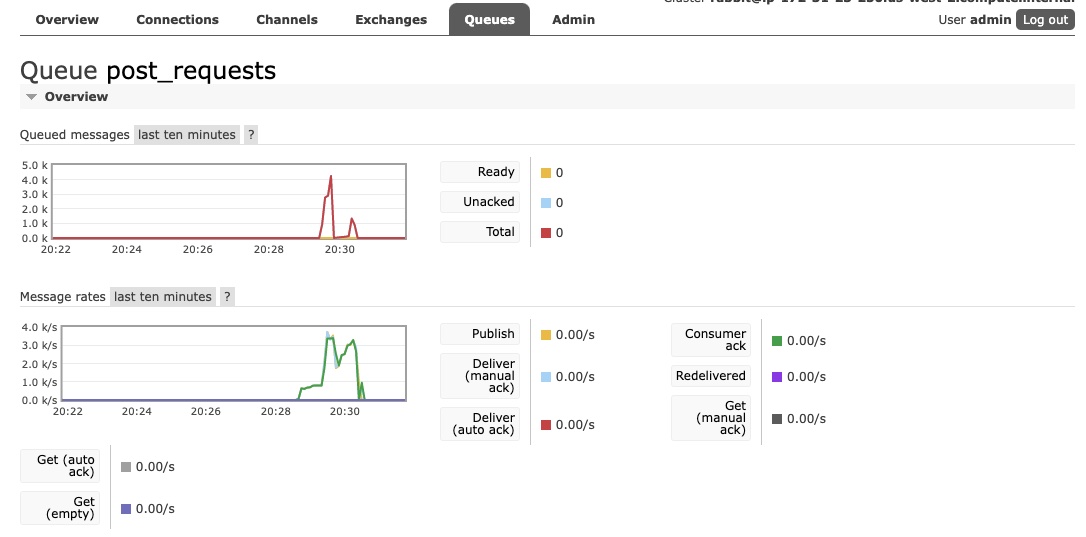 Overview Connections Channels Exchanges Queues Admin
User admin Log out
Queue post_requests
Overview
Queued messages last ten minutes ?
5.0 k
4.0 k
3.0 k
2.0 k
1.0 k
0.0 k
20:22 20:24 20:26 20:28 20:30
Ready 0
Unacked 0
Total 0
Message rates last ten minutes ?
4.0 k/s
3.0 k/s
2.0 k/s
1.0 k/s
0.0 k/s
20:22 20:24 20:26 20:28 20:30
Publish 0.00/s
Deliver
(manual
ack)
0.00/s
Deliver
(auto ack)
0.00/s
Consumer
ack
0.00/s
Redelivered 0.00/s
Get
(manual
ack)
0.00/s
Get (auto
ack)
0.00/s
Get
(empty)
0.00/s